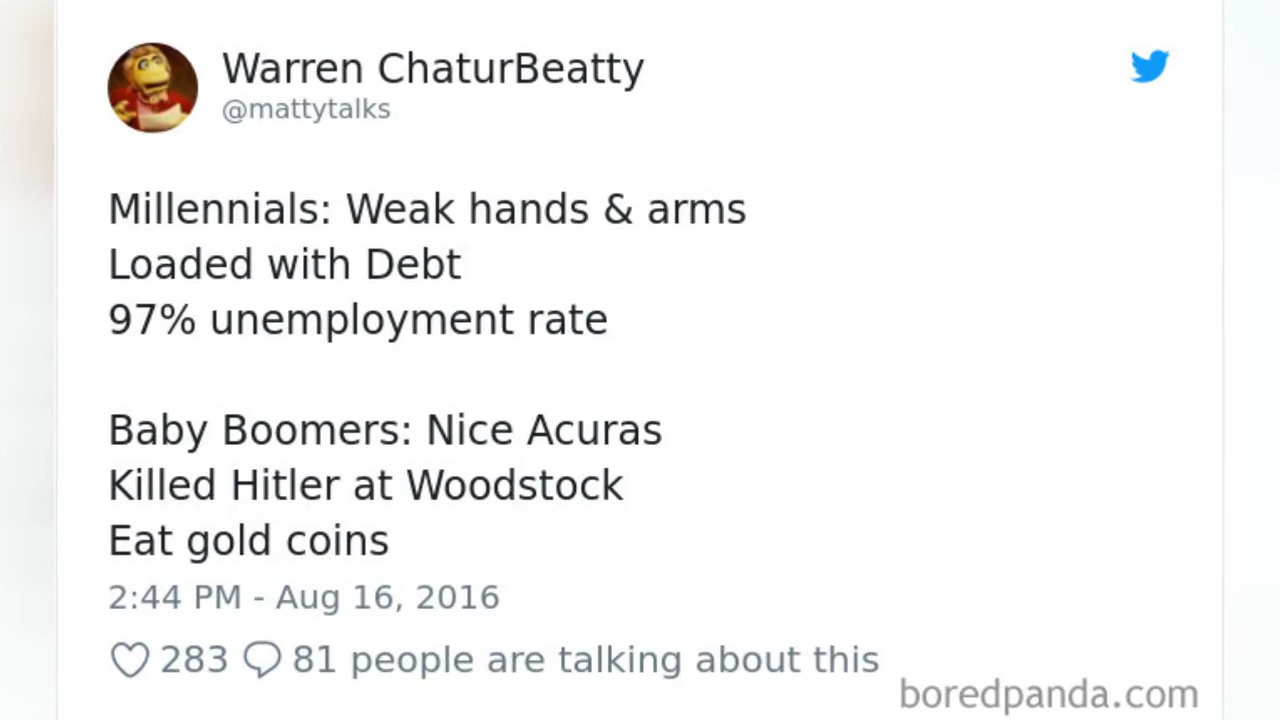 Warren ChaturBeatty
@mattytalks
Millennials: Weak hands & arms
Loaded with Debt
97% unemployment rate
Baby Boomers: Nice Acuras
Killed Hitler at Woodstock
Eat gold coins
2:44 PM - Aug 16, 2016
283 81 people are talking about this
boredpanda.com